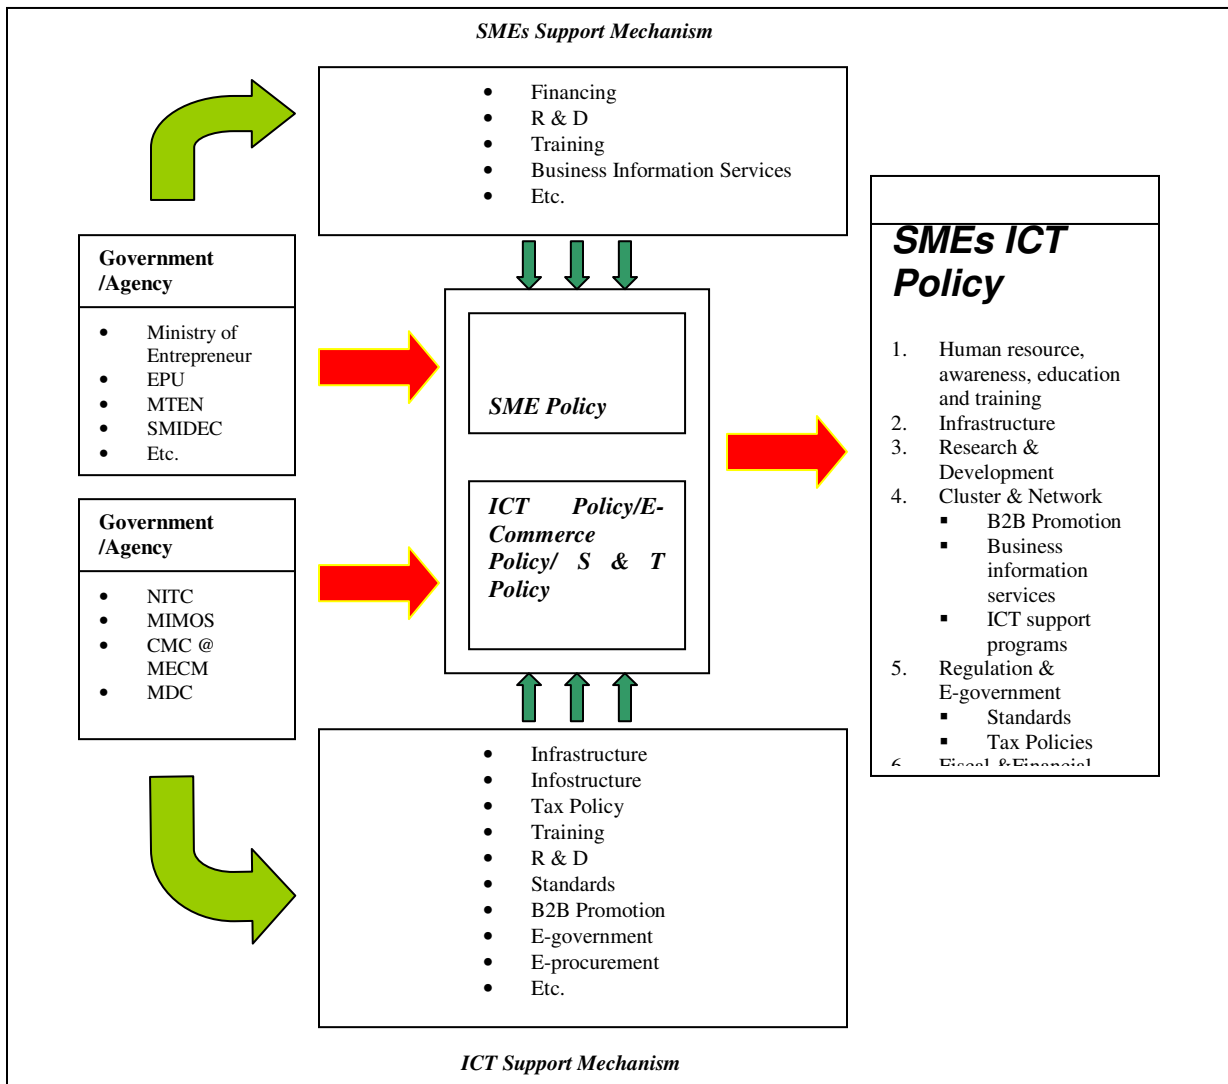 SMEs Support Mechanism
• Financing
• R & D
• Training
• Business Information Services
• Etc.
Government
/Agency
• Ministry of
Entrepreneur
• EPU
• MTEN
• SMIDEC
• Etc.
Government
/Agency
• NITC
• MIMOS
• CMC @
MECM
• MDC
SME Policy
ICT Policy/E-
Commerce
Policy/ S & T
Policy
• Infrastructure
• Infostructure
• Tax Policy
• Training
• R & D
• Standards
• B2B Promotion
• E-government
• E-procurement
• Etc.
ICT Support Mechanism
SMEs ICT
Policy
1. Human resource,
awareness, education
and training
2. Infrastructure
3. Research &
Development
4. Cluster & Network
▪ B2B Promotion
▪ Business
information
services
▪ ICT support
programs
5. Regulation &
E-government
▪ Standards
▪ Tax Policies
6. Fiscal &Financial